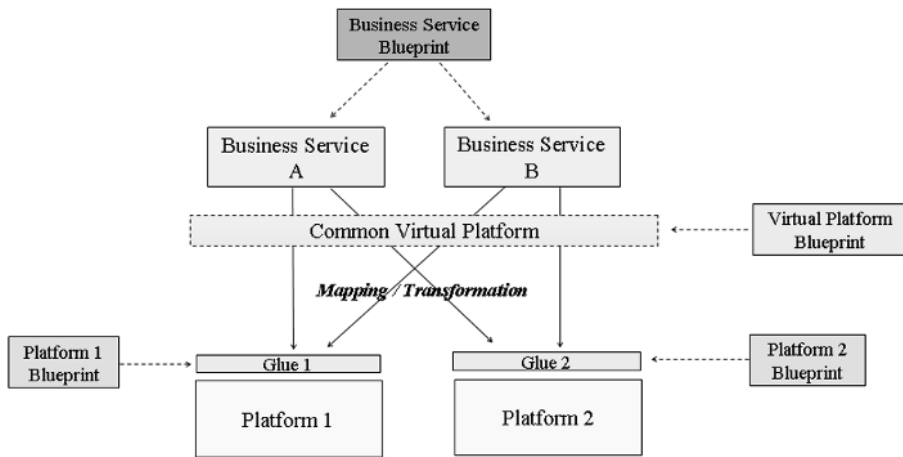 Business Service
Blueprint
Business Service
A
Business Service
B
Common Virtual Platform
Virtual Platform
Blueprint
Mapping / Transformation
Platform 1
Blueprint
Glue 1
Glue 2
Platform 2
Blueprint
Platform 1
Platform 2